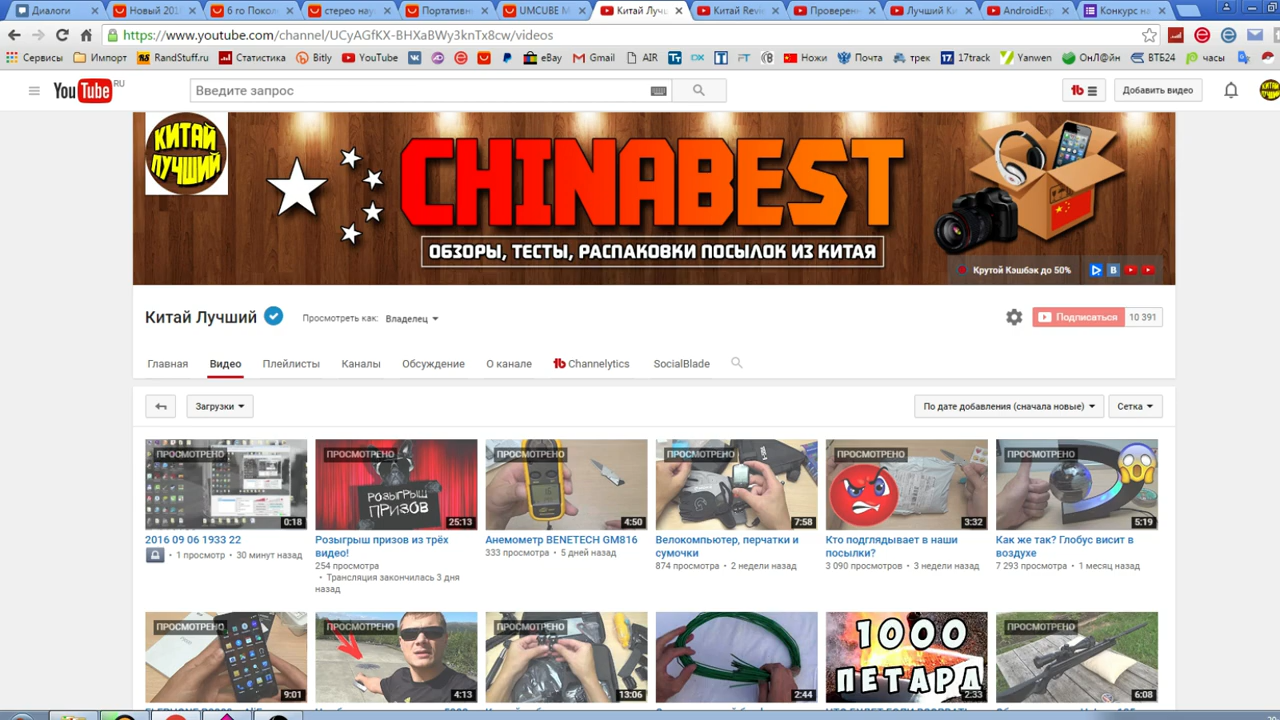 Диалоги
Новый 201
6 го Покол
стерео нау
Портативн
UMCUBE M
Китай Лучш
Китай Revie
Проверенн
Лучший Ки
AndroidExp
Конкурс на
https://www.youtube.com/channel/UCyAGfKX-BHXaBWy3RtTx8cw/videos
Сервисы
Импорт
RandStuff.ru
Статистика
Bitly
YouTube
eBay
Gmail
AIR
Ножи
Почта
трек
17track
Yanwen
ОнЛ@йн
ВТБ24
часы
YouTube RU
Введите запрос
Добавить видео
КИТАЙ
ЛУЧШИЙ
CHINABEST
ОБЗОРЫ, ТЕСТЫ, РАСПАКОВКИ ПОСЫЛОК ИЗ КИТАЯ
Крутой Кэшбэк до 50%
Китай Лучший
Просмотреть как: Владелец
Подписаться 10 391
Главная
Видео
Плейлисты
Каналы
Обсуждение
О канале
Channelytics
SocialBlade
Загрузки
По дате добавления (сначала новые)
Сетка
ПРОСМОТРЕНО
0:18
2016 09 06 1933 22
• 1 просмотр • 30 минут назад
ПРОСМОТРЕНО
РОЗЫГРЫШ
ПРИЗОВ
25:13
Розыгрыш призов из трёх
видео!
254 просмотра
• Трансляция закончилась 3 дня
назад
ПРОСМОТРЕНО
4:50
Анемометр BENETECH GM816
333 просмотра • 5 дней назад
ПРОСМОТРЕНО
7:58
Велокомпьютер, перчатки и
сумочки
874 просмотра • 2 недели назад
ПРОСМОТРЕНО
3:32
Кто подглядывает в наши
посылки?
3 090 просмотров • 3 недели назад
ПРОСМОТРЕНО
5:19
Как же так? Глобус висит в
воздухе
7 293 просмотра • 1 месяц назад
ПРОСМОТРЕНО
9:01
ПРОСМОТРЕНО
4:13
ПРОСМОТРЕНО
13:06
2:44
1000
ПЕТАРД
2:33
ПРОСМОТРЕНО
6:08